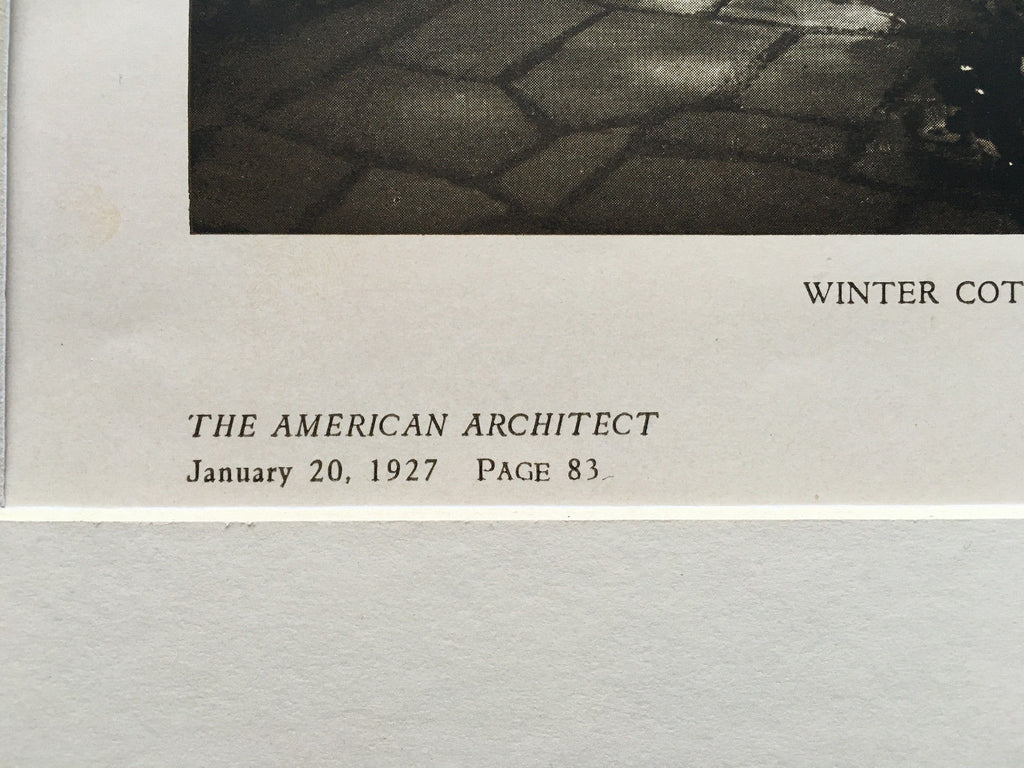 WINTER COT
THE AMERICAN ARCHITECT
January 20, 1927 PAGE 83